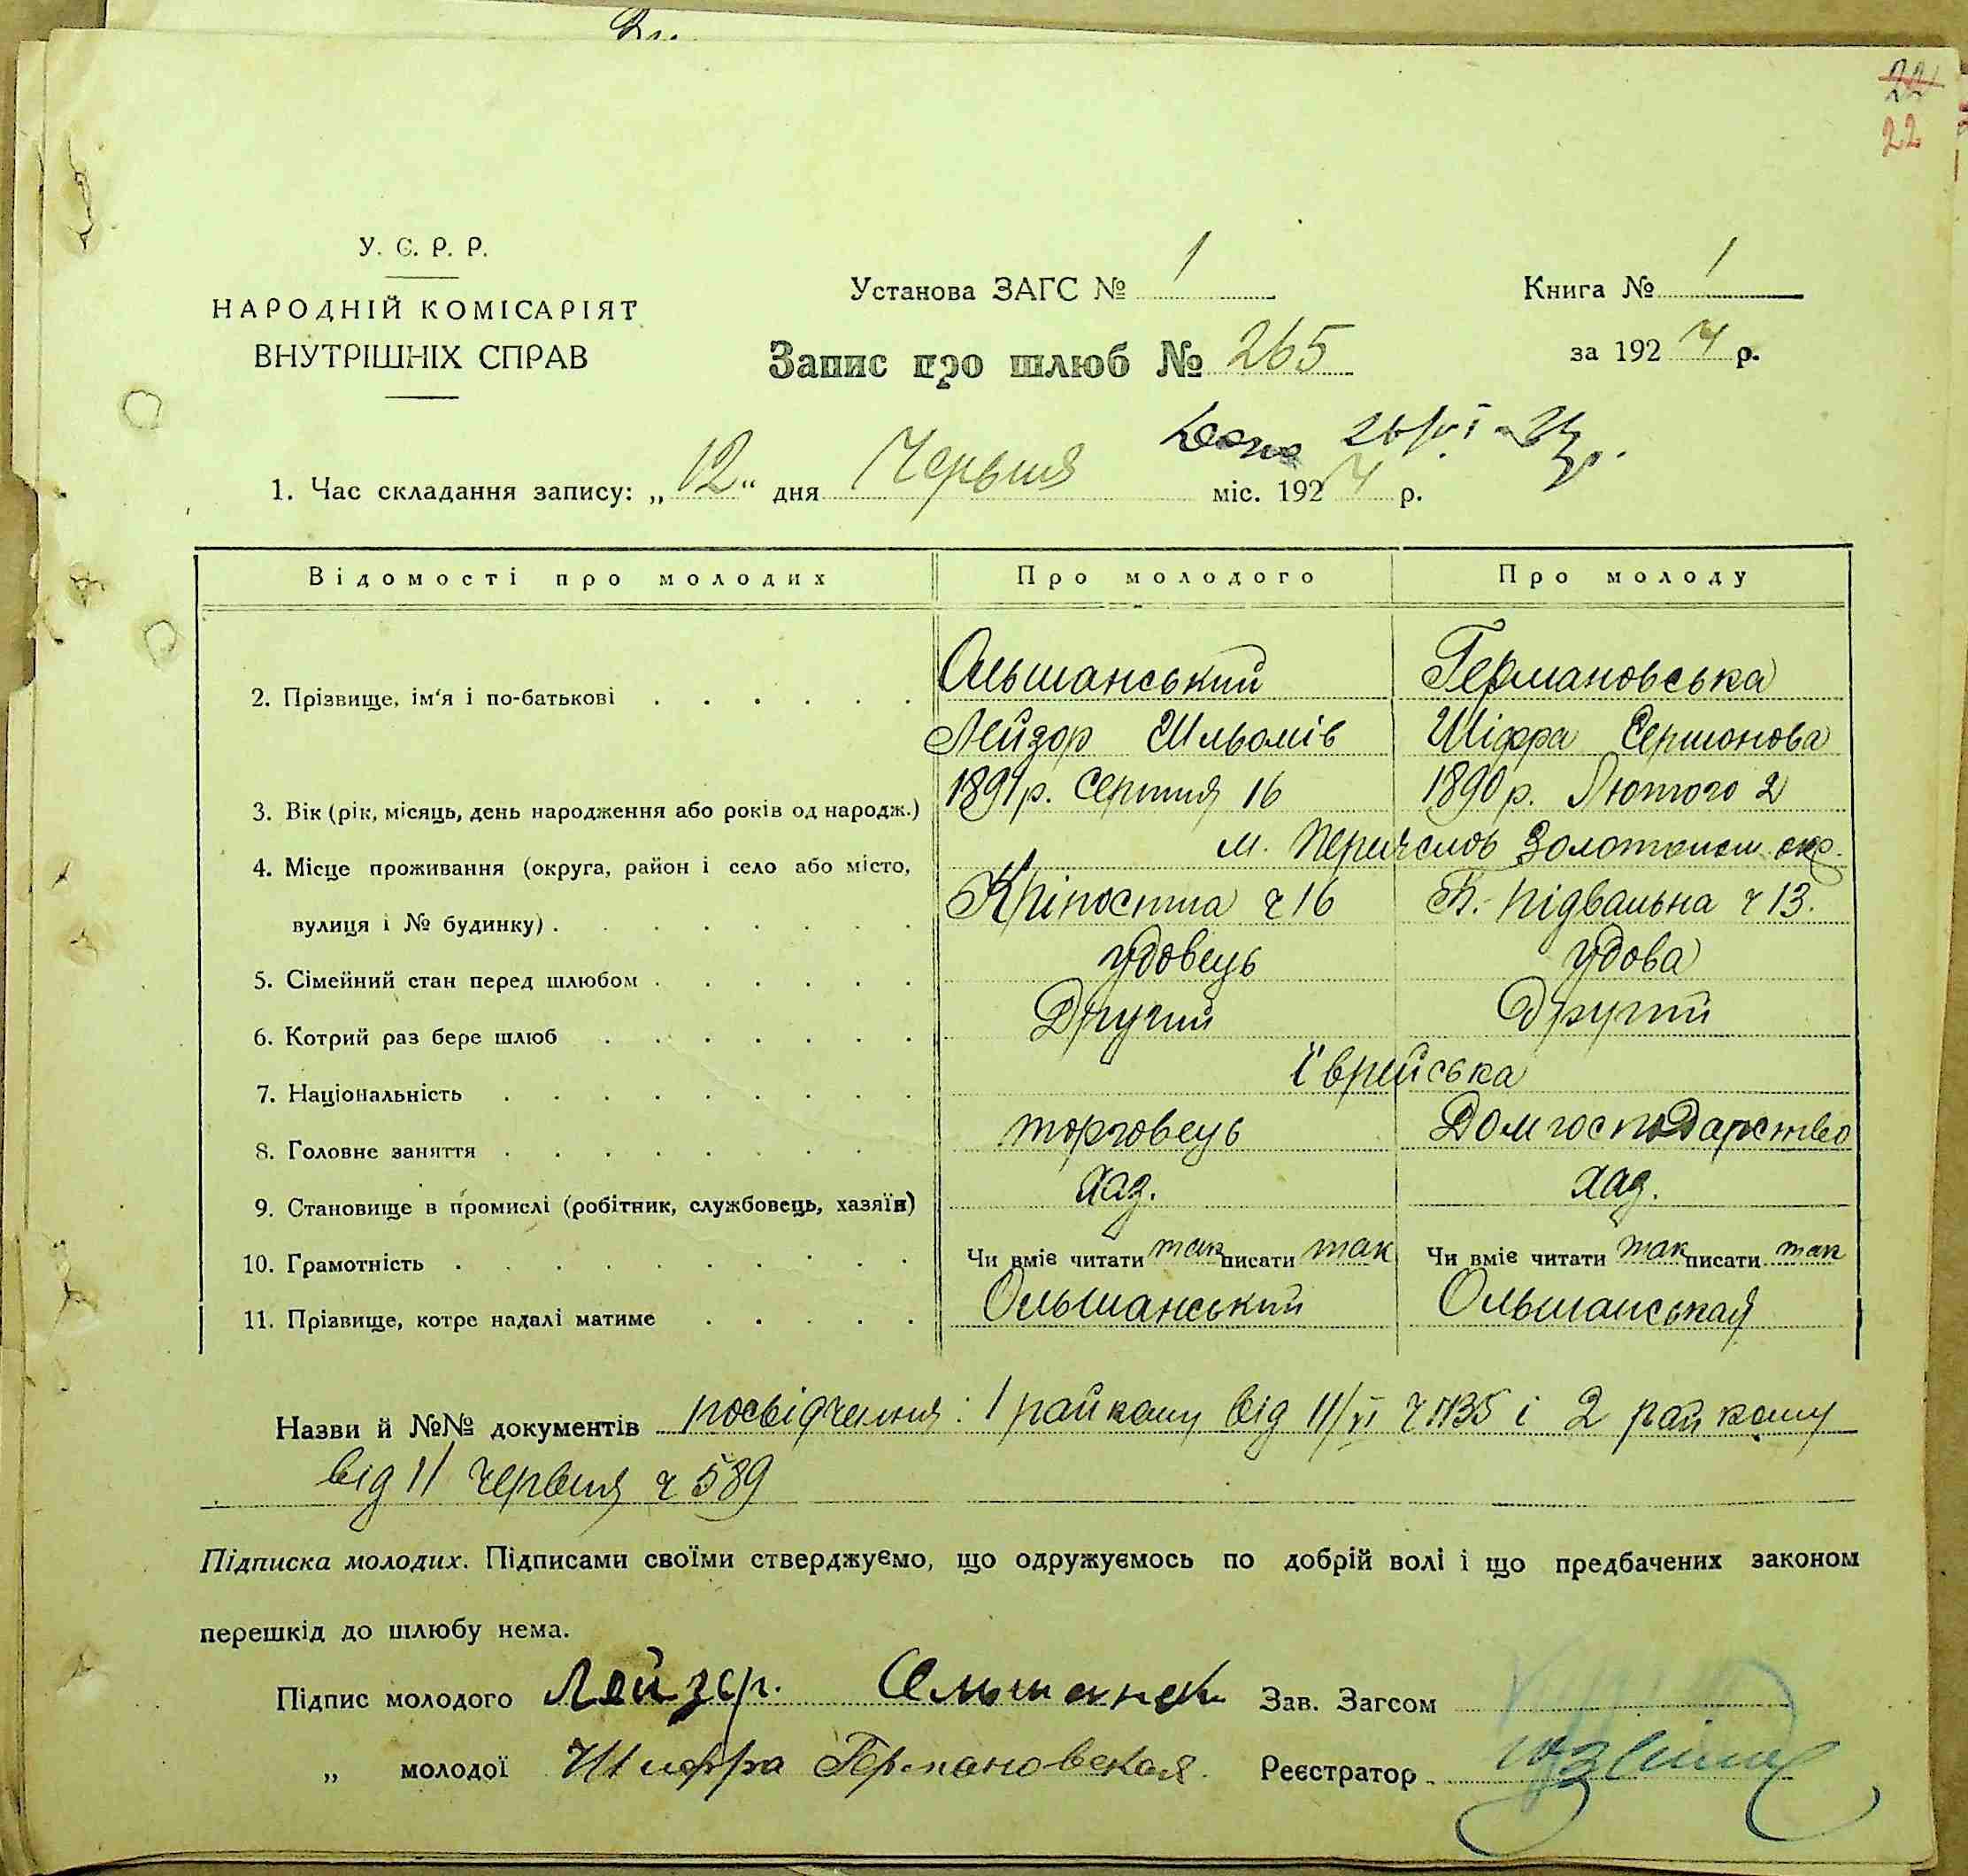 22
22
У. С. Р. Р.
НАРОДНІЙ КОМІСАРІЯТ
ВНУТРІШНІХ СПРАВ
Установа ЗАГС № 1
Книга № 1
Запис про шлюб № 265
за 1924 р.
1. Час складання запису: „12“ дня Червня міс. 1924 р.
Відомості про молодих Про молодого Про молоду
2. Прізвище, ім'я і по-батькові Ольшанський Германовська
Лейзор Шльомів Шіфра
3. Вік (рік, місяць, день народження або років од народж.) 1891р. Серпня 16 1890 р. Лютого 2
4. Місце проживання (округа, район і село або місто, м. Переяслов Золотоном. окр.
вулиця і № будинку) Кріпостна ч 16 Підвальна ч 13.
5. Сімейний стан перед шлюбом удовець удова
6. Котрий раз бере шлюб Другий Другий
7. Національність Єврейська
8. Головне заняття торговець Домгосподарство
9. Становище в промислі (робітник, службовець, хазяїн) хаз. хаз.
10. Грамотність Чи вміє читати так писати так Чи вміє читати так писати так
11. Прізвище, котре надалі матиме Ольшанський Ольшанськая
Назви й №№ документів посвідчення: 1 райкому від 11/VI ч 1135 і 2 райкому
від 11 червня ч 589
Підписка молодих. Підписами своїми стверджуємо, що одружуємось по добрій волі і що предбачених законом
перешкід до шлюбу нема.
Підпис молодого Лейзер. Ольшанск Зав. Загсом
„ молодої Шифра Германовская. Реєстратор